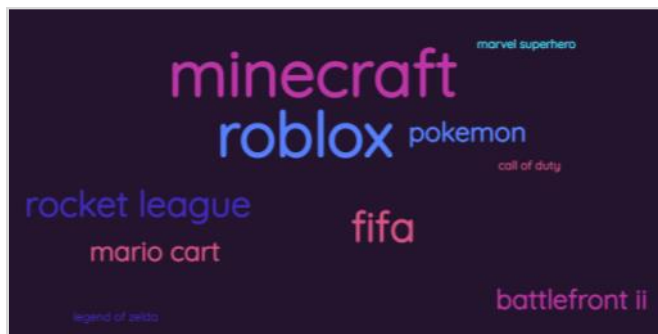 marvel superhero
minecraft
roblox
pokemon
call of duty
rocket league
fifa
mario cart
battlefront ii
legend of zelda